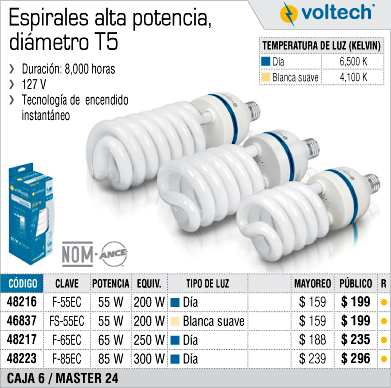 Espirales alta potencia,
diámetro T5
voltech
TEMPERATURA DE LUZ (KELVIN)
Día 6,500 K
Blanca suave 4,100 K
Duración: 8,000 horas
127 V
Tecnología de encendido
instantáneo
voltech
NOM-ANCE
CÓDIGO CLAVE POTENCIA EQUIV. TIPO DE LUZ MAYOREO PÚBLICO R
48216 F-55EC 55 W 200 W Día $ 159 $ 199
46837 FS-55EC 55 W 200 W Blanca suave $ 159 $ 199
48217 F-65EC 65 W 250 W Día $ 188 $ 235
48223 F-85EC 85 W 300 W Día $ 239 $ 296
CAJA 6 / MASTER 24